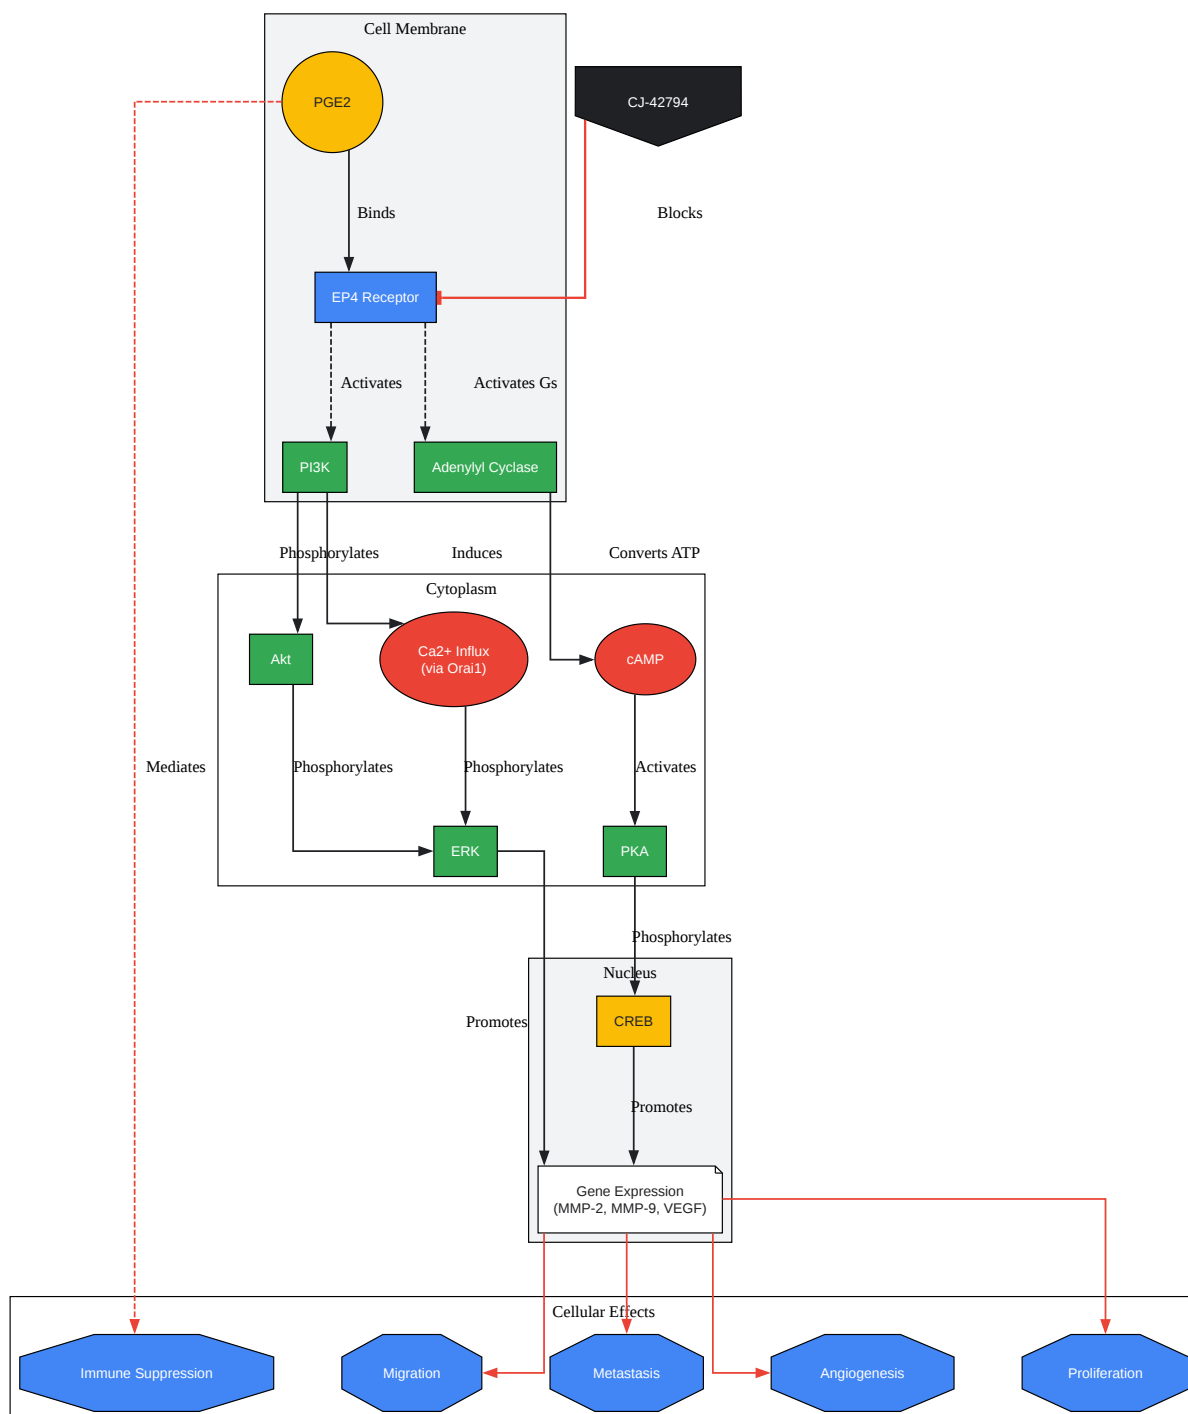 Cell Membrane
PGE2
CJ-42794
Binds
Blocks
EP4 Receptor
Activates
Activates Gs
PI3K
Adenylyl Cyclase
Phosphorylates
Induces
Converts ATP
Cytoplasm
Akt
Ca2+ Influx
(via Orai1)
cAMP
Mediates
Phosphorylates
Phosphorylates
Activates
ERK
PKA
Phosphorylates
Nucleus
Promotes
CREB
Promotes
Gene Expression
(MMP-2, MMP-9, VEGF)
Cellular Effects
Immune Suppression
Migration
Metastasis
Angiogenesis
Proliferation